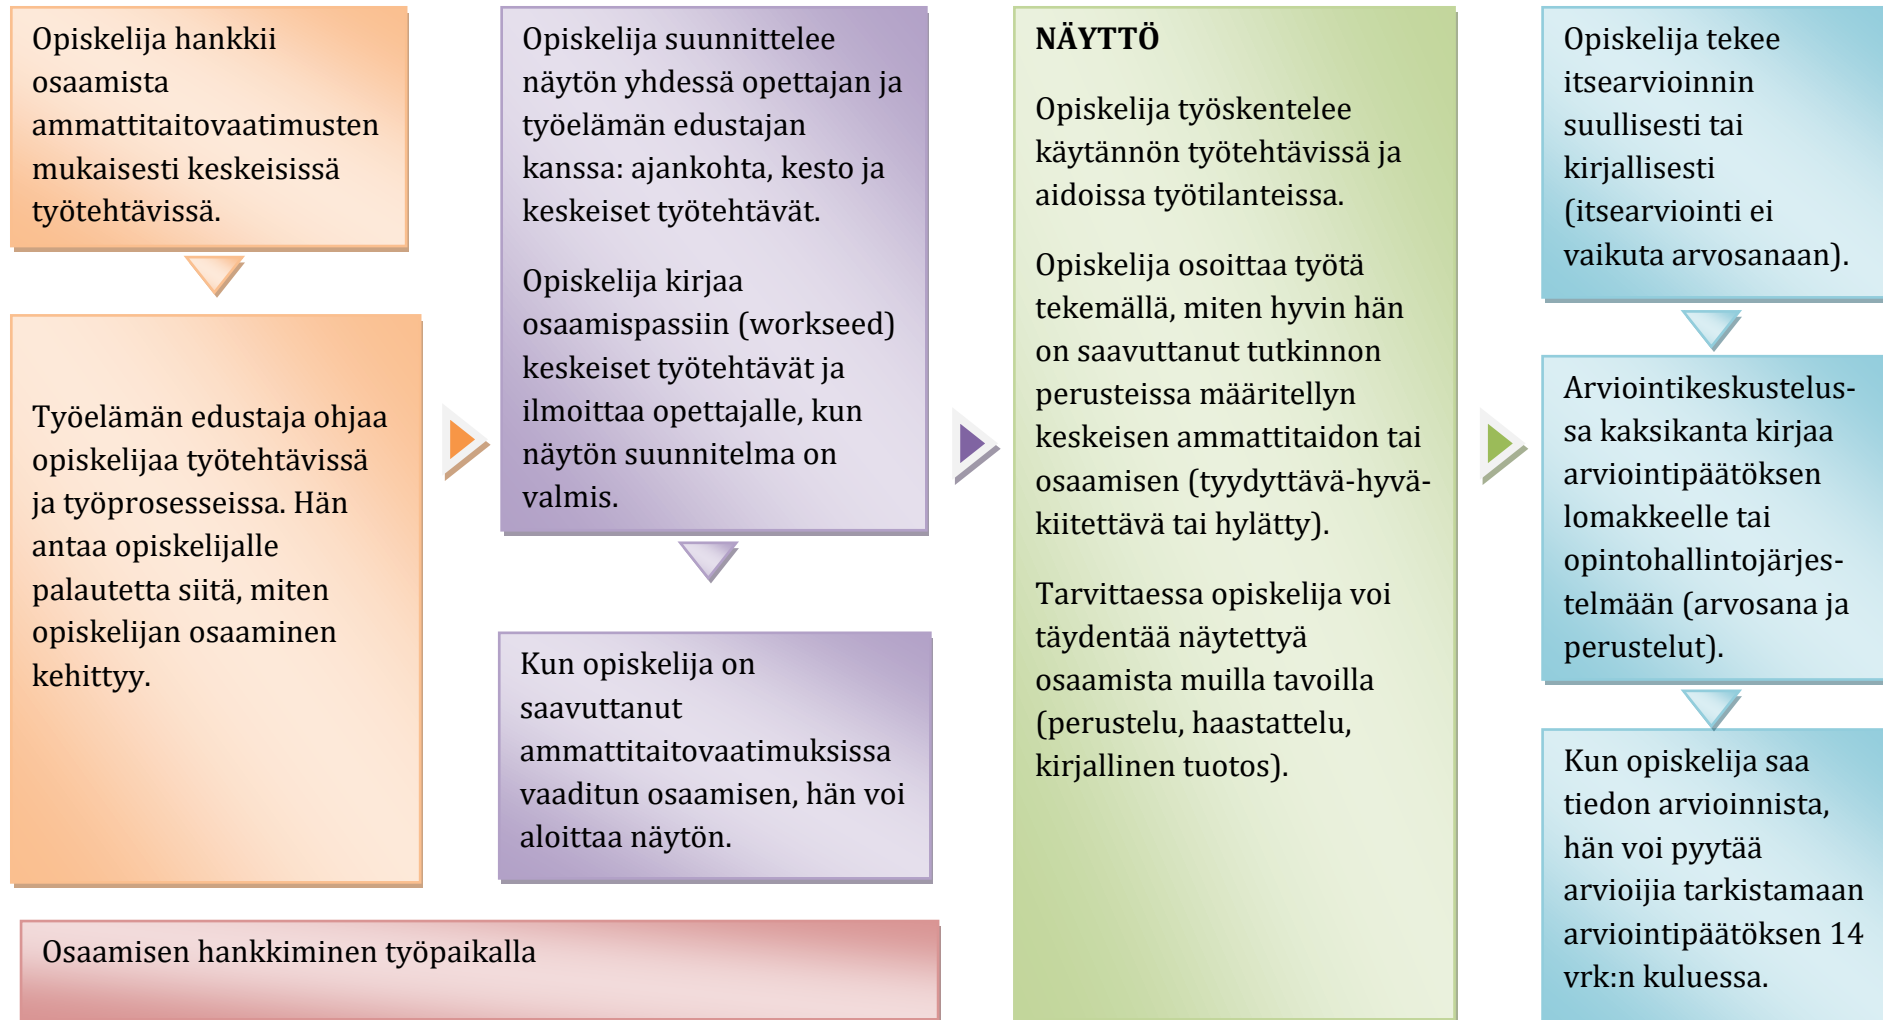 Opiskelija hankkii
osaamista
ammattitaitovaatimusten
mukaisesti keskeisissä
työtehtävissä.
Työelämän edustaja ohjaa
opiskelijaa työtehtävissä
ja työprosesseissa. Hän
antaa opiskelijalle
palautetta siitä, miten
opiskelijan osaaminen
kehittyy.
Opiskelija suunnittelee
näytön yhdessä opettajan ja
työelämän edustajan
kanssa: ajankohta, kesto ja
keskeiset työtehtävät.
Opiskelija kirjaa
osaamispassiin (workseed)
keskeiset työtehtävät ja
ilmoittaa opettajalle, kun
näytön suunnitelma on
valmis.
Kun opiskelija on
saavuttanut
ammattitaitovaatimuksissa
vaaditun osaamisen, hän voi
aloittaa näytön.
Osaamisen hankkiminen työpaikalla
NÄYTTÖ
Opiskelija työskentelee
käytännön työtehtävissä ja
aidoissa työtilanteissa.
Opiskelija osoittaa työtä
tekemällä, miten hyvin hän
on saavuttanut tutkinnon
perusteissa määritellyn
keskeisen ammattitaidon tai
osaamisen (tyydyttävä-hyvä-
kiitettävä tai hylätty).
Tarvittaessa opiskelija voi
täydentää näytettyä
osaamista muilla tavoilla
(perustelu, haastattelu,
kirjallinen tuotos).
Opiskelija tekee
itsearvioinnin
suullisesti tai
kirjallisesti
(itsearviointi ei
vaikuta arvosanaan).
Arviointikeskustelus-
sa kaksikanta kirjaa
arviointipäätöksen
lomakkeelle tai
opintohallintojärjes-
telmään (arvosana ja
perustelut).
Kun opiskelija saa
tiedon arvioinnista,
hän voi pyytää
arvioijia tarkistamaan
arviointipäätöksen 14
vrk:n kuluessa.